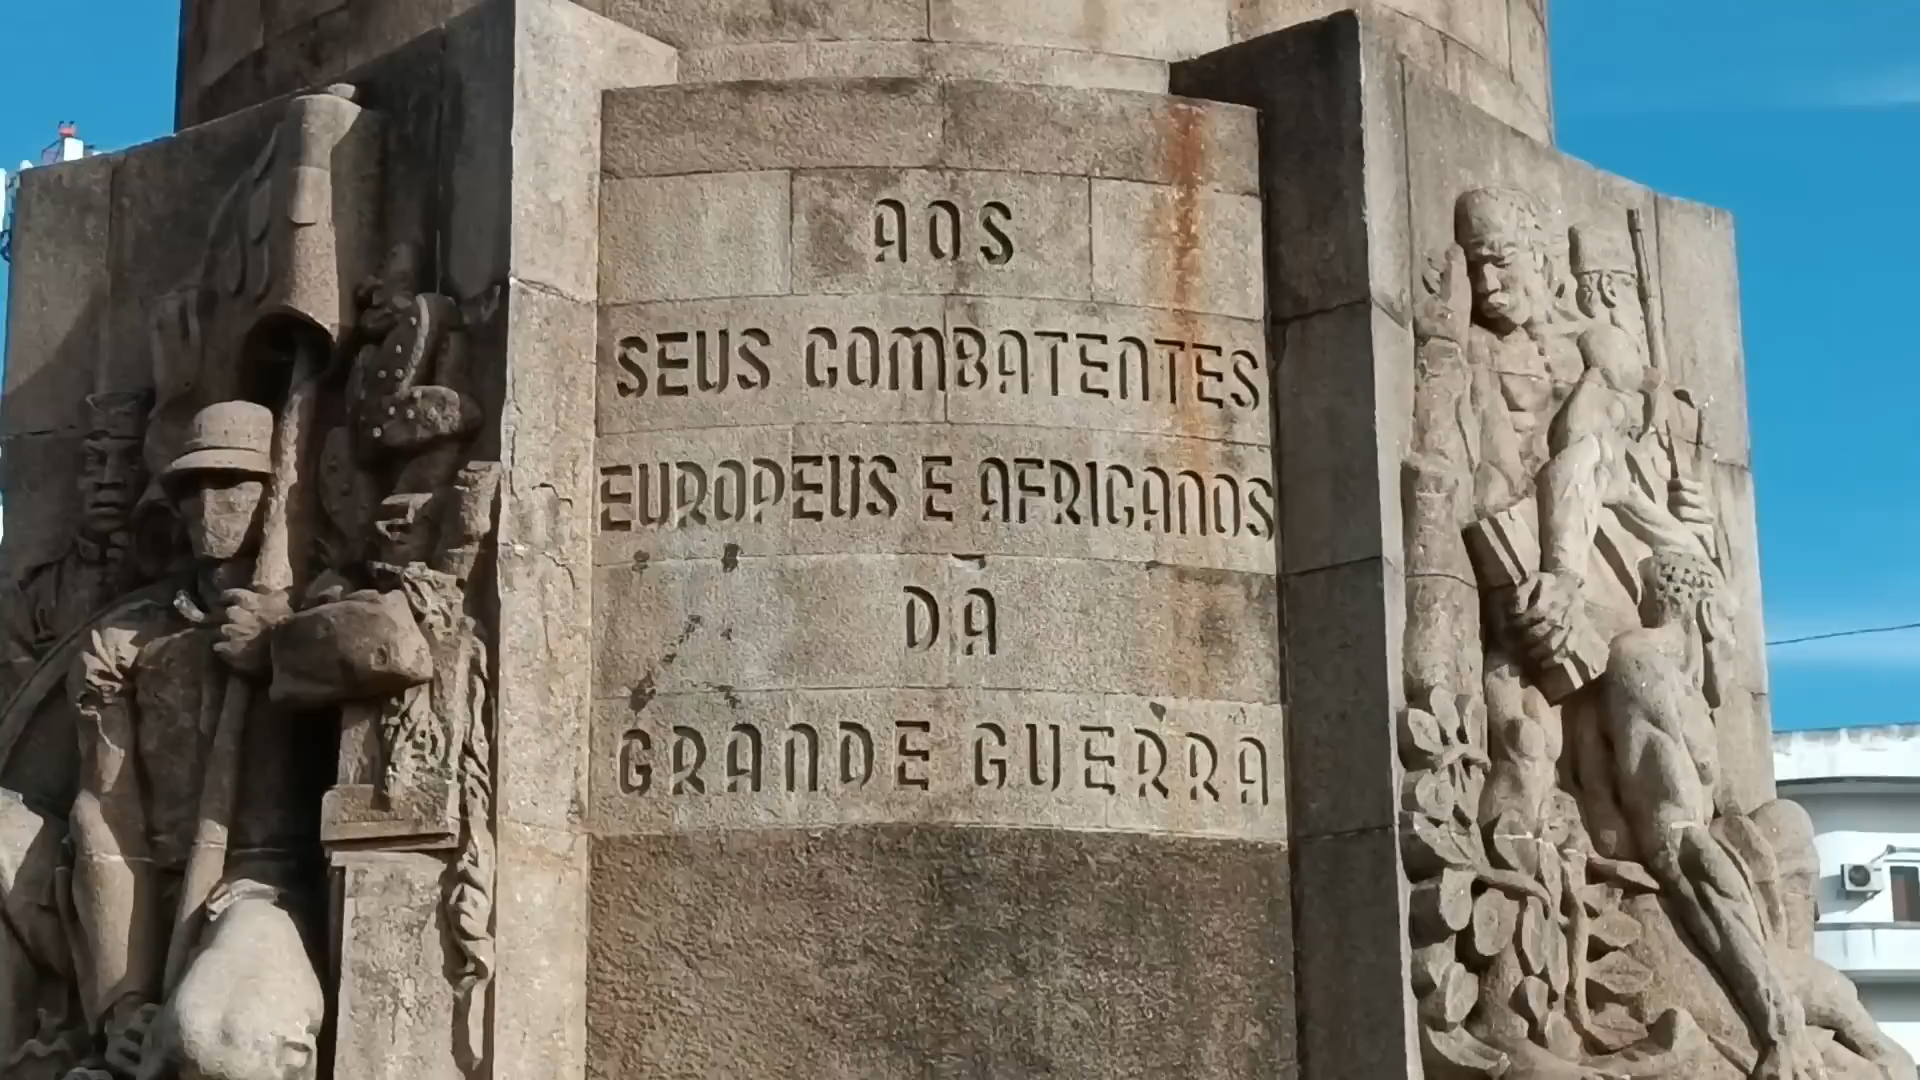 AOS
SEUS COMBATENTES
EUROPEUS E AFRICANOS
DA
GRANDE GUERRA